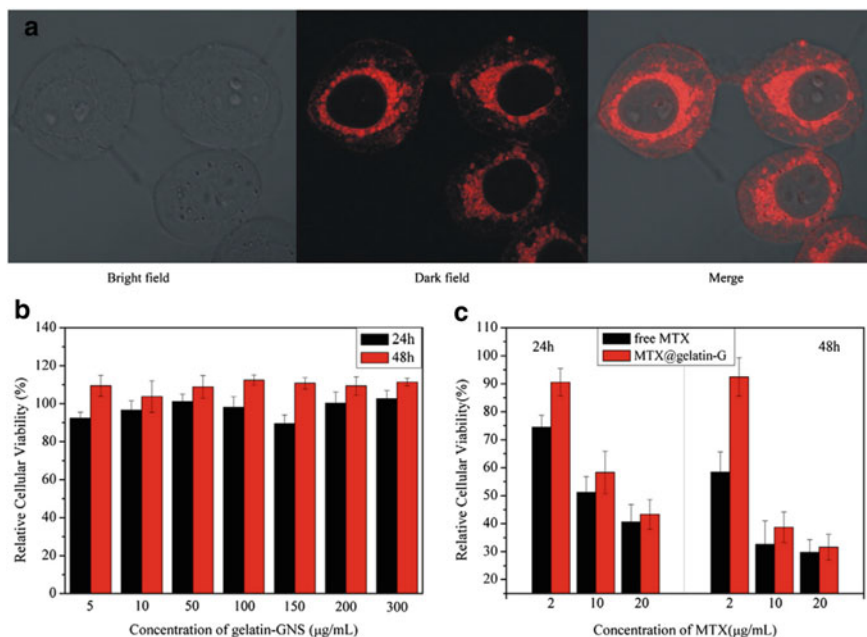 a
Bright field
Dark field
Merge
b
24h
48h
Relative Cellular Viability (%)
140
120
100
80
60
40
20
0
5 10 50 100 150 200 300
Concentration of gelatin-GNS (µg/mL)
c
free MTX
MTX@gelatin-G
24h
48h
Relative Cellular Viability(%)
110
100
90
80
70
60
50
40
30
20
2 10 20 2 10 20
Concentration of MTX(µg/mL)